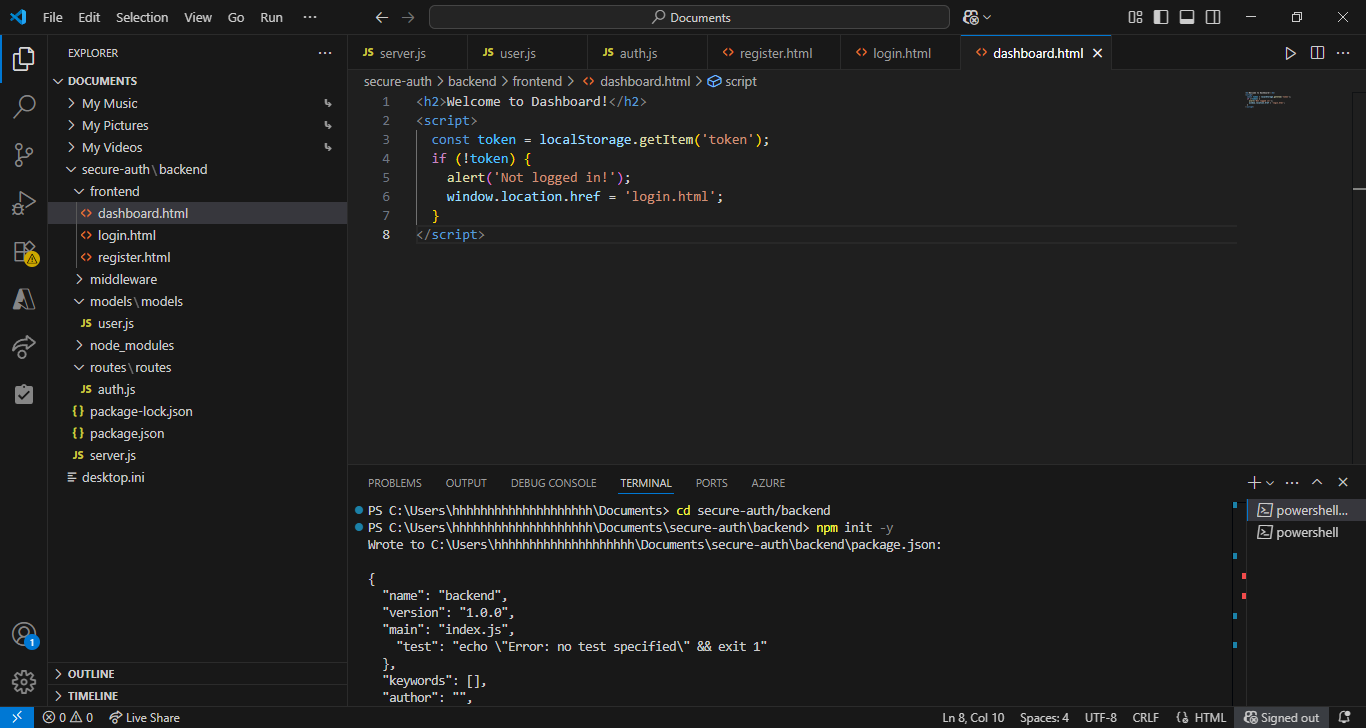 File Edit Selection View Go Run ···
Documents
EXPLORER
DOCUMENTS
My Music
My Pictures
My Videos
secure-auth\backend
frontend
dashboard.html
login.html
register.html
middleware
models\models
JS user.js
node_modules
routes\routes
JS auth.js
{} package-lock.json
{} package.json
JS server.js
desktop.ini
OUTLINE
TIMELINE
JS server.js JS user.js JS auth.js <> register.html <> login.html <> dashboard.html
secure-auth > backend > frontend > <> dashboard.html > script
1 <h2>Welcome to Dashboard!</h2>
2 <script>
3 const token = localStorage.getItem('token');
4 if (!token) {
5 alert('Not logged in!');
6 window.location.href = 'login.html';
7 }
8 </script>
PROBLEMS OUTPUT DEBUG CONSOLE TERMINAL PORTS AZURE
PS C:\Users\hhhhhhhhhhhhhhhhhhhh\Documents> cd secure-auth/backend
PS C:\Users\hhhhhhhhhhhhhhhhhhhh\Documents\secure-auth\backend> npm init -y
Wrote to C:\Users\hhhhhhhhhhhhhhhhhhhh\Documents\secure-auth\backend\package.json:
{
"name": "backend",
"version": "1.0.0",
"main": "index.js",
"test": "echo \"Error: no test specified\" && exit 1"
},
"keywords": [],
"author": "",
powershell...
powershell
1
0 0 Live Share
Ln 8, Col 10 Spaces: 4 UTF-8 CRLF {} HTML Signed out